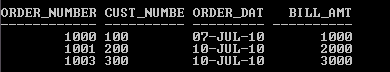 ORDER_NUMBER CUST_NUMBE ORDER_DAT BILL_AMT
------------ ---------- --------- ----------
1000 100 07-JUL-10 1000
1001 200 10-JUL-10 2000
1003 300 10-JUL-10 3000